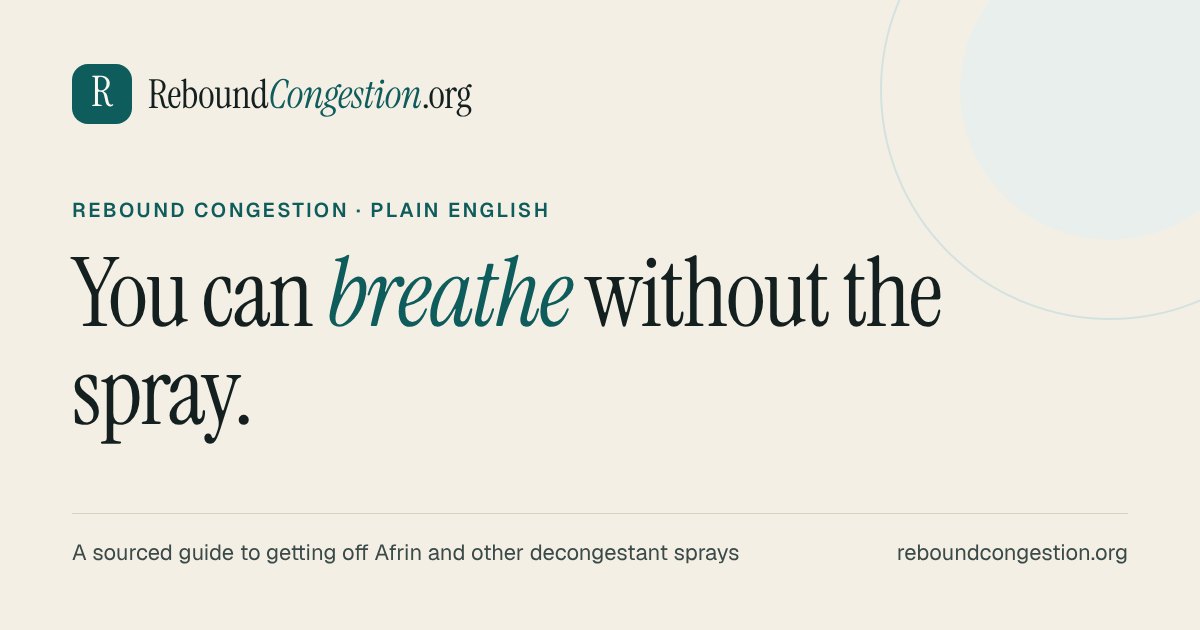 R
ReboundCongestion.org
REBOUND CONGESTION · PLAIN ENGLISH
You can breathe without the
spray.
A sourced guide to getting off Afrin and other decongestant sprays
reboundcongestion.org